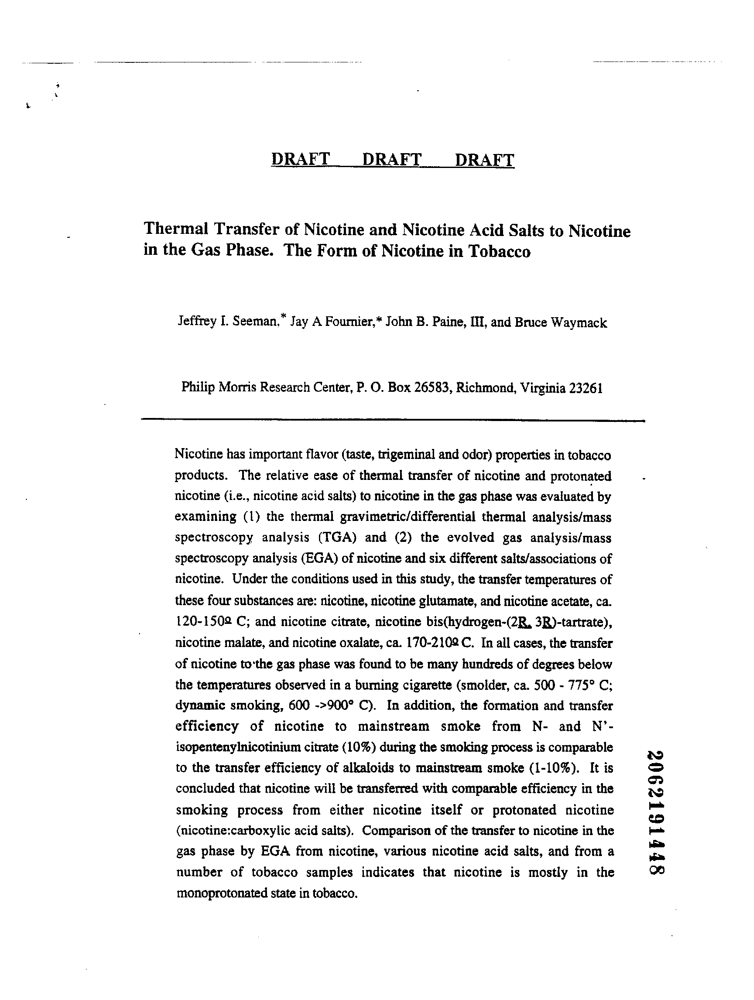 DRAFT DRAFT DRAFT
Thermal Transfer of Nicotine and Nicotine Acid Salts to Nicotine
in the Gas Phase. The Form of Nicotine in Tobacco
Jeffrey I. Seeman,* Jay A Fournier,* John B. Paine, III, and Bruce Waymack
Philip Morris Research Center, P. O. Box 26583, Richmond, Virginia 23261
Nicotine has important flavor (taste, trigeminal and odor) properties in tobacco
products. The relative ease of thermal transfer of nicotine and protonated
nicotine (i.e., nicotine acid salts) to nicotine in the gas phase was evaluated by
examining (1) the thermal gravimetric/differential thermal analysis/mass
spectroscopy analysis (TGA) and (2) the evolved gas analysis/mass
spectroscopy analysis (EGA) of nicotine and six different salts/associations of
nicotine. Under the conditions used in this study, the transfer temperatures of
these four substances are: nicotine, nicotine glutamate, and nicotine acetate, ca.
120-150º C; and nicotine citrate, nicotine bis(hydrogen-(2R, 3R)-tartrate),
nicotine malate, and nicotine oxalate, ca. 170-210º C. In all cases, the transfer
of nicotine to the gas phase was found to be many hundreds of degrees below
the temperatures observed in a burning cigarette (smolder, ca. 500 - 775° C;
dynamic smoking, 600 ->900° C). In addition, the formation and transfer
efficiency of nicotine to mainstream smoke from N- and N'-
isopentenylnicotinium citrate (10%) during the smoking process is comparable
to the transfer efficiency of alkaloids to mainstream smoke (1-10%). It is
concluded that nicotine will be transferred with comparable efficiency in the
smoking process from either nicotine itself or protonated nicotine
(nicotine:carboxylic acid salts). Comparison of the transfer to nicotine in the
gas phase by EGA from nicotine, various nicotine acid salts, and from a
number of tobacco samples indicates that nicotine is mostly in the
monoprotonated state in tobacco.
2062191448